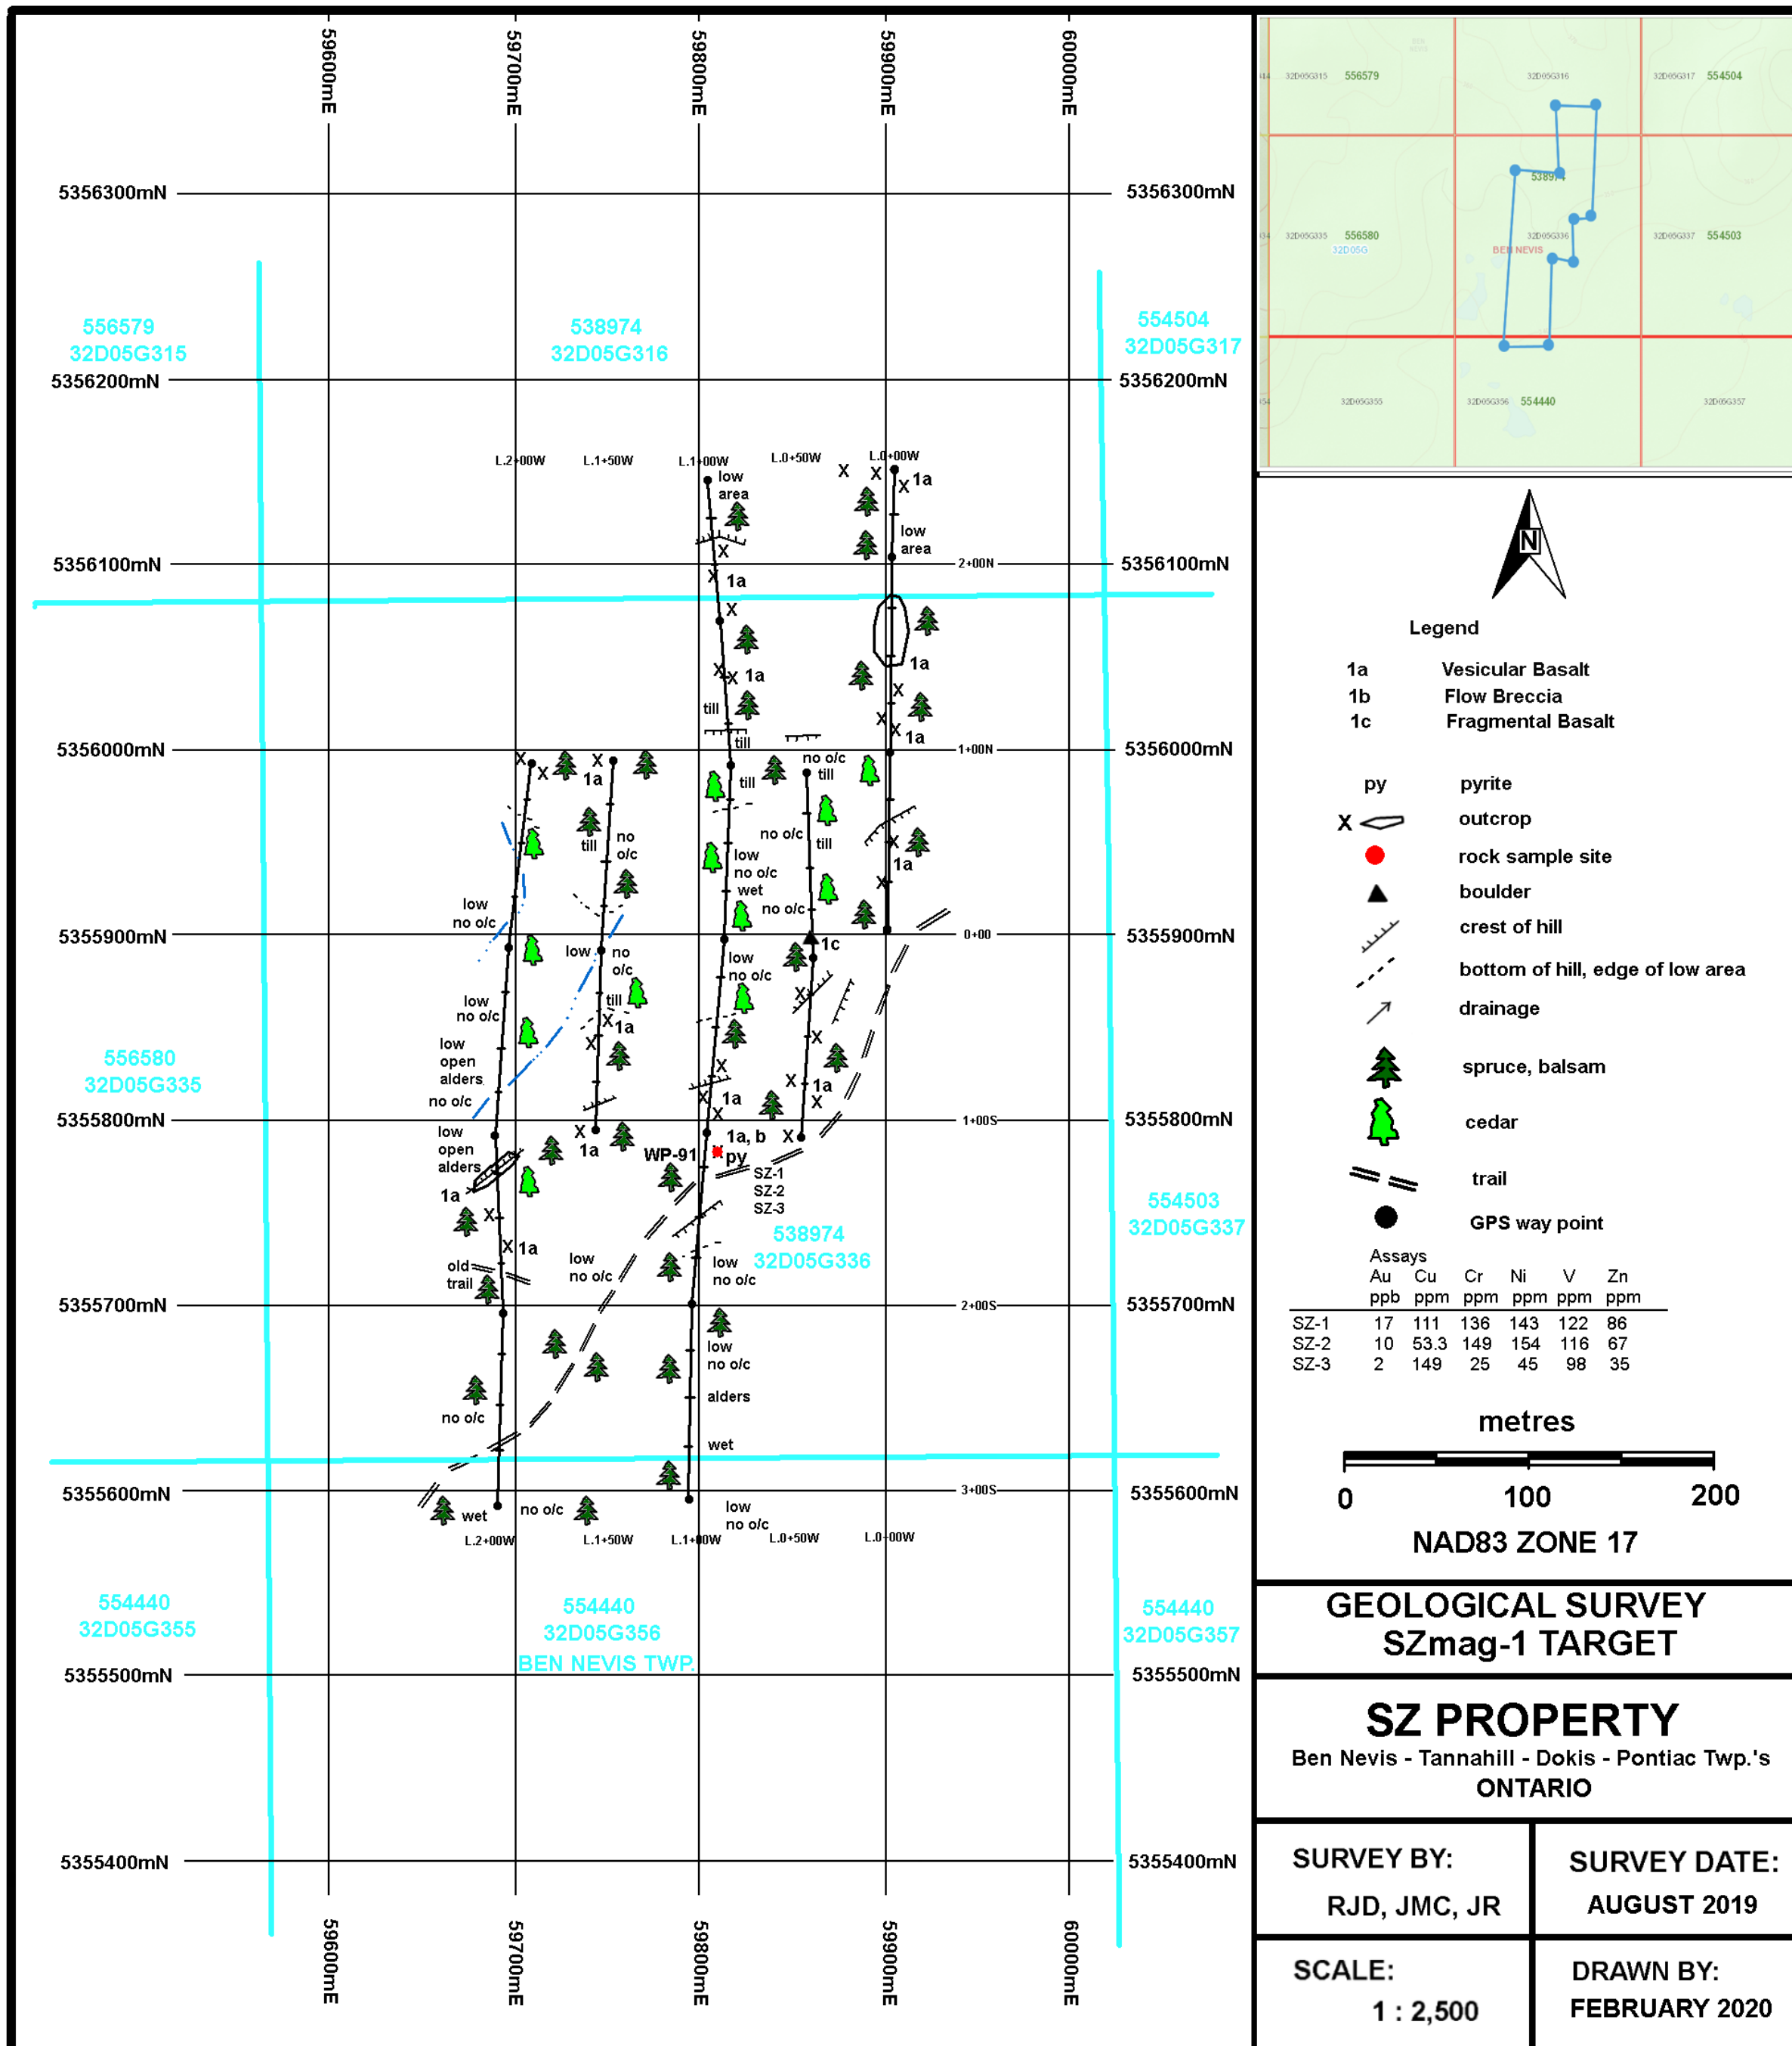 59600mE
59700mE
59800mE
59900mE
60000mE
5356300mN
5356300mN
556579
32D05G315
538974
32D05G316
554504
32D05G317
5356200mN
5356200mN
L.2+00W
L.1+50W
L.1+00W
L.0+50W
L.0+00W
low
area
X
X
X
1a
low
area
5356100mN
2+00N
5356100mN
X
X
1a
X
1a
X
X
1a
X
till
X
X
1a
till
5356000mN
1+00N
5356000mN
X
X
X
1a
no o/c
till
till
till
no
o/c
no o/c
till
X
1a
low
no o/c
wet
X
low
no o/c
no o/c
5355900mN
0+00
5355900mN
1c
low
no
o/c
low
no o/c
X
low
no o/c
till
X
1a
X
X
low
open
alders
X
X
1a
X
no o/c
X
1a
X
X
5355800mN
1+00S
5355800mN
low
open
alders
X
1a
1a, b
X
WP-91
py
SZ-1
SZ-2
SZ-3
556580
32D05G335
1a
X
554503
32D05G337
538974
32D05G336
X
1a
old
trail
low
no o/c
low
no o/c
5355700mN
2+00S
5355700mN
low
no o/c
alders
no o/c
wet
5355600mN
3+00S
5355600mN
wet
no o/c
low
no o/c
L.2+00W
L.1+50W
L.1+00W
L.0+50W
L.0+00W
554440
32D05G355
554440
32D05G356
BEN NEVIS TWP.
554440
32D05G357
5355500mN
5355500mN
5355400mN
5355400mN
59600mE
59700mE
59800mE
59900mE
60000mE
32D05G315 556579
32D05G316
32D05G317 554504
538974
32D05G335 556580
32D05G
32D05G336
BEN NEVIS
32D05G337 554503
32D05G355
32D05G356 554440
32D05G357
N
Legend
1a Vesicular Basalt
1b Flow Breccia
1c Fragmental Basalt
py pyrite
X outcrop
rock sample site
boulder
crest of hill
bottom of hill, edge of low area
drainage
spruce, balsam
cedar
trail
GPS way point
Assays
Au Cu Cr Ni V Zn
ppb ppm ppm ppm ppm ppm
SZ-1 17 111 136 143 122 86
SZ-2 10 53.3 149 154 116 67
SZ-3 2 149 25 45 98 35
metres
0 100 200
NAD83 ZONE 17
GEOLOGICAL SURVEY
SZmag-1 TARGET
SZ PROPERTY
Ben Nevis - Tannahill - Dokis - Pontiac Twp.'s
ONTARIO
SURVEY BY:
RJD, JMC, JR
SURVEY DATE:
AUGUST 2019
SCALE:
1 : 2,500
DRAWN BY:
FEBRUARY 2020